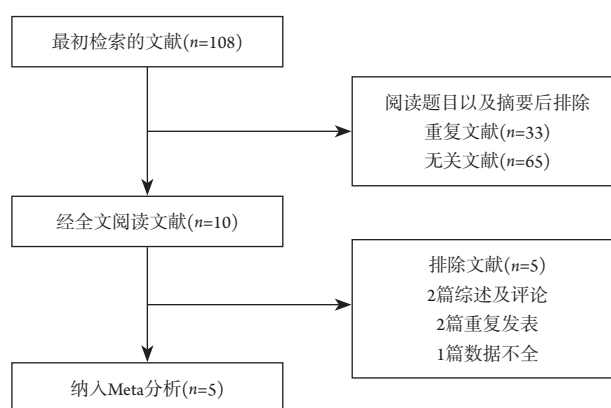 最初检索的文献(n=108)
阅读题目以及摘要后排除
重复文献(n=33)
无关文献(n=65)
经全文阅读文献(n=10)
排除文献(n=5)
2篇综述及评论
2篇重复发表
1篇数据不全
纳入Meta分析(n=5)